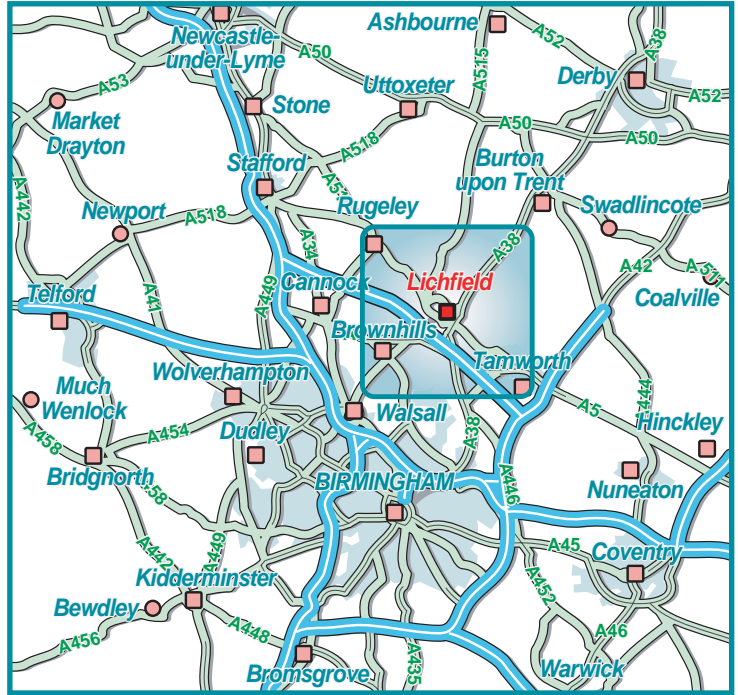 Ashbourne
A38
Newcastle-
under-Lyme
A50
A52
A515
Derby
A53
Uttoxeter
A52
Stone
Market
Drayton
A50
A50
A518
Burton
upon Trent
Stafford
A51
A442
Swadlincote
Newport
A518
Rugeley
A34
A38
A42
A511
Telford
A41
A449
Cannock
Lichfield
Coalville
Brownhills
Tamworth
Wolverhampton
Much
Wenlock
A444
A5
Walsall
Hinckley
A458
A454
Dudley
A38
Bridgnorth
BIRMINGHAM
A446
Nuneaton
A458
A442
A449
A45
Coventry
Kidderminster
A452
Bewdley
A448
A46
A456
A435
Bromsgrove
Warwick